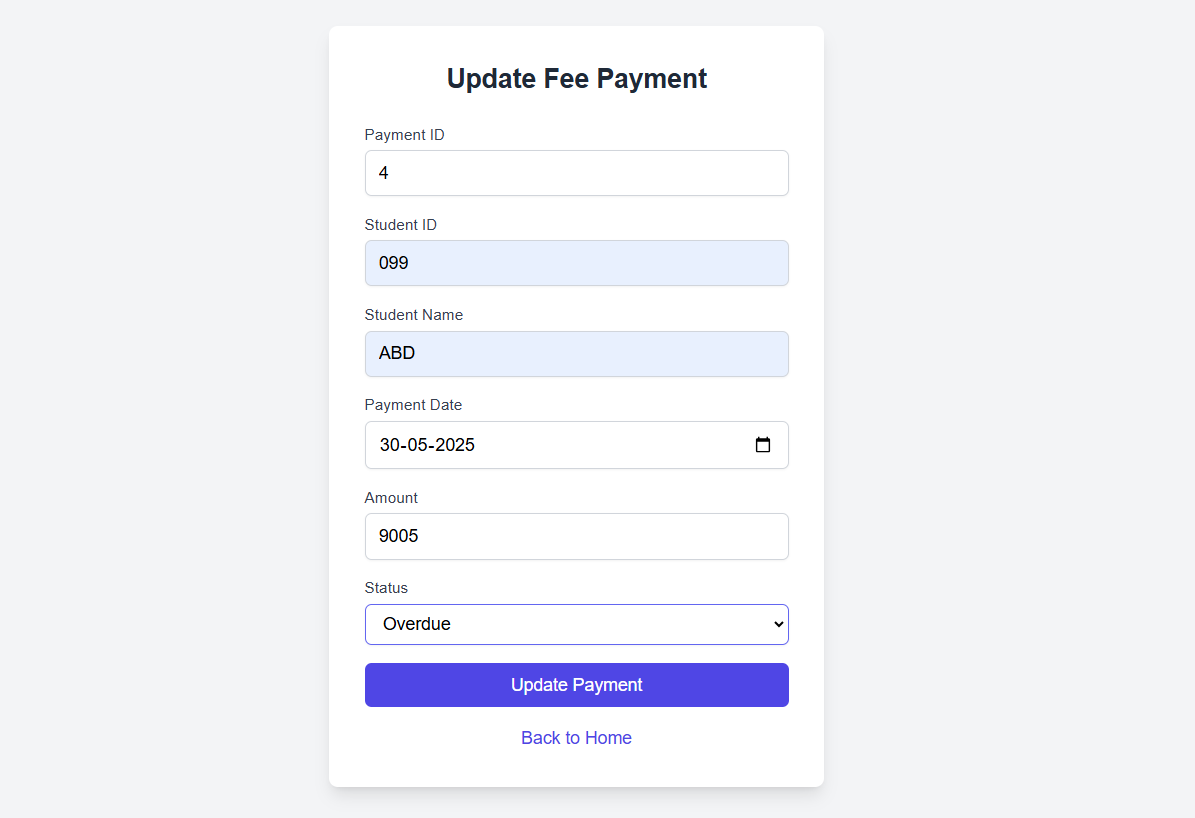 Update Fee Payment
Payment ID
4
Student ID
099
Student Name
ABD
Payment Date
30-05-2025
Amount
9005
Status
Overdue
Update Payment
Back to Home